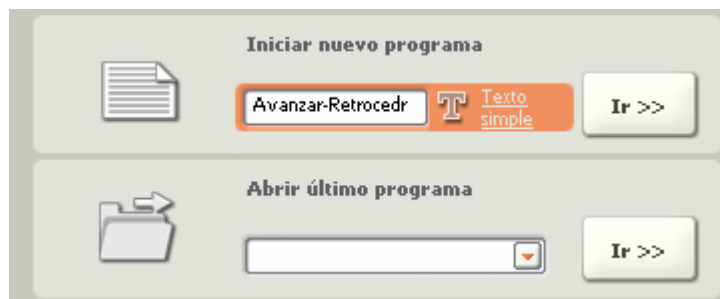 Iniciar nuevo programa
Avanzar-Retrocedr
T Texto
simple
Ir >>
Abrir último programa
Ir >>